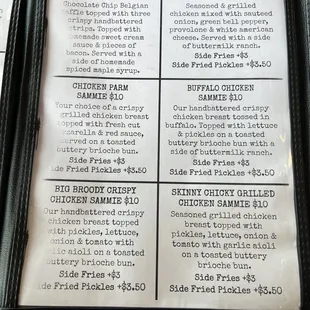 Chocolate Chip Belgian
Waffle topped with three
crispy handbattered
strips. Topped with
homemade sweet cream
sauce & pieces of
bacon. Served with
a side of homemade
spiced maple syrup.
Seasoned & grilled
chicken mixed with sauteed
onion, green bell pepper,
provolone & white american
cheese. Served with a
side of buttermilk ranch.
Side Fries +$3
Side Fried Pickles +$3.50
CHICKEN PARM
SAMMIE $10
Your choice of a crispy
grilled chicken breast
topped with fresh cut
mozzarella & red sauce,
served on a toasted
buttery brioche bun.
Side Fries +$3
Side Fried Pickles +$3.50
BUFFALO CHICKEN
SAMMIE $10
Our handbattered crispy
chicken breast tossed in
buffalo. Topped with lettuce
& pickles on a toasted
buttery brioche bun with a
side of buttermilk ranch.
Side Fries +$3
Side Fried Pickles +$3.50
BIG BROODY CRISPY
CHICKEN SAMMIE $10
Our handbattered crispy
chicken breast topped
with pickles, lettuce,
onion & tomato with
garlic aioli on a toasted
buttery brioche bun.
Side Fries +$3
Side Fried Pickles +$3.50
SKINNY CHICKY GRILLED
CHICKEN SAMMIE $10
Seasoned grilled chicken
breast topped with
pickles, lettuce, onion &
tomato with garlic aioli
on a toasted buttery
brioche bun.
Side Fries +$3
Side Fried Pickles +$3.50